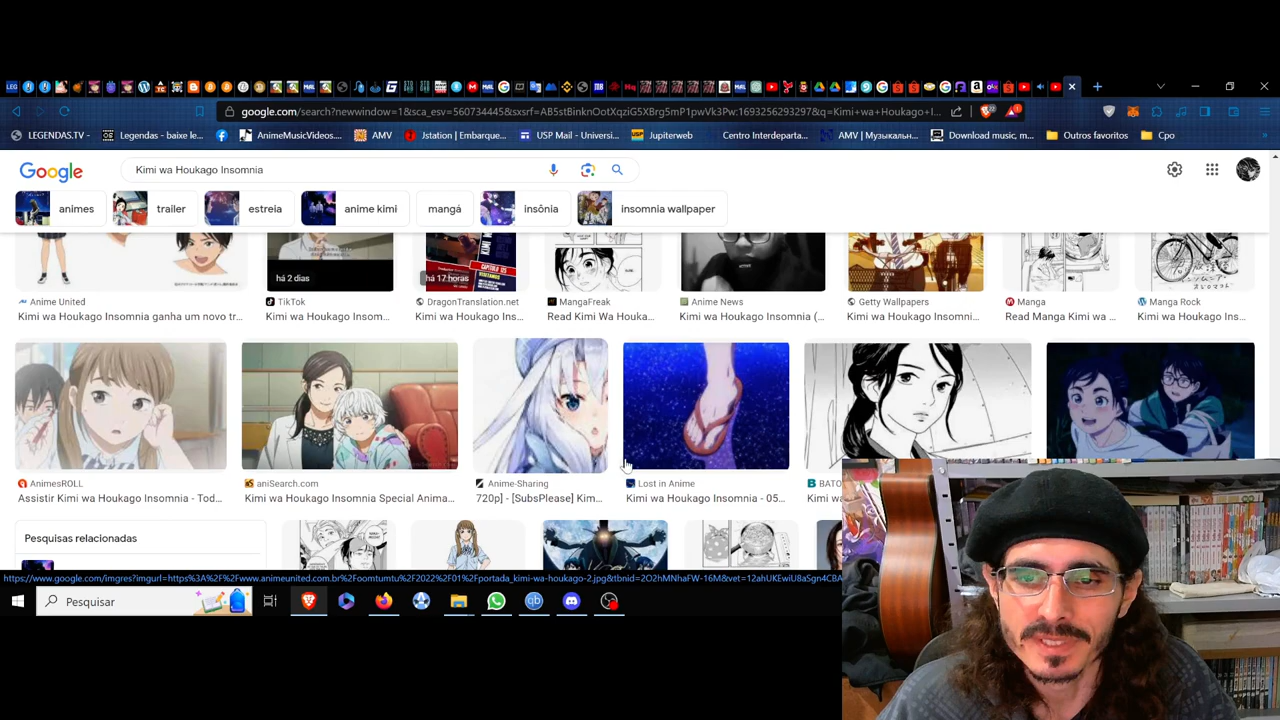 google.com/search?newwindow=1&sca_esv=560734445&sxsrf=AB5stBinknOotXqziG5XBrg5mP1pwVk3Pw:1693256293297&q=Kimi+wa+Houkago+I...
LEGENDAS.TV -
Legendas - baixe le...
AnimeMusicVideos....
AMV
Jstation | Embarque...
USP Mail - Universi...
Jupiterweb
Centro Interdeparta...
AMV | Музыкальн...
Download music, m...
Outros favoritos
Cpo
Google
Kimi wa Houkago Insomnia
animes
trailer
estreia
anime kimi
mangá
insônia
insomnia wallpaper
há 2 dias
há 17 horas
Anime United
TikTok
DragonTranslation.net
MangaFreak
Anime News
Getty Wallpapers
Manga
Manga Rock
Kimi wa Houkago Insomnia ganha um novo tr...
Kimi wa Houkago Insom...
Kimi wa Houkago Ins...
Read Kimi Wa Houka...
Kimi wa Houkago Insomnia (...
Kimi wa Houkago Insomni...
Read Manga Kimi wa ...
Kimi wa Houkago Ins...
AnimesROLL
aniSearch.com
Anime-Sharing
Lost in Anime
BATO
Assistir Kimi wa Houkago Insomnia - Tod...
Kimi wa Houkago Insomnia Special Anima...
720p] - [SubsPlease] Kim...
Kimi wa Houkago Insomnia - 05...
Kimi wa
Pesquisas relacionadas
Pesquisar